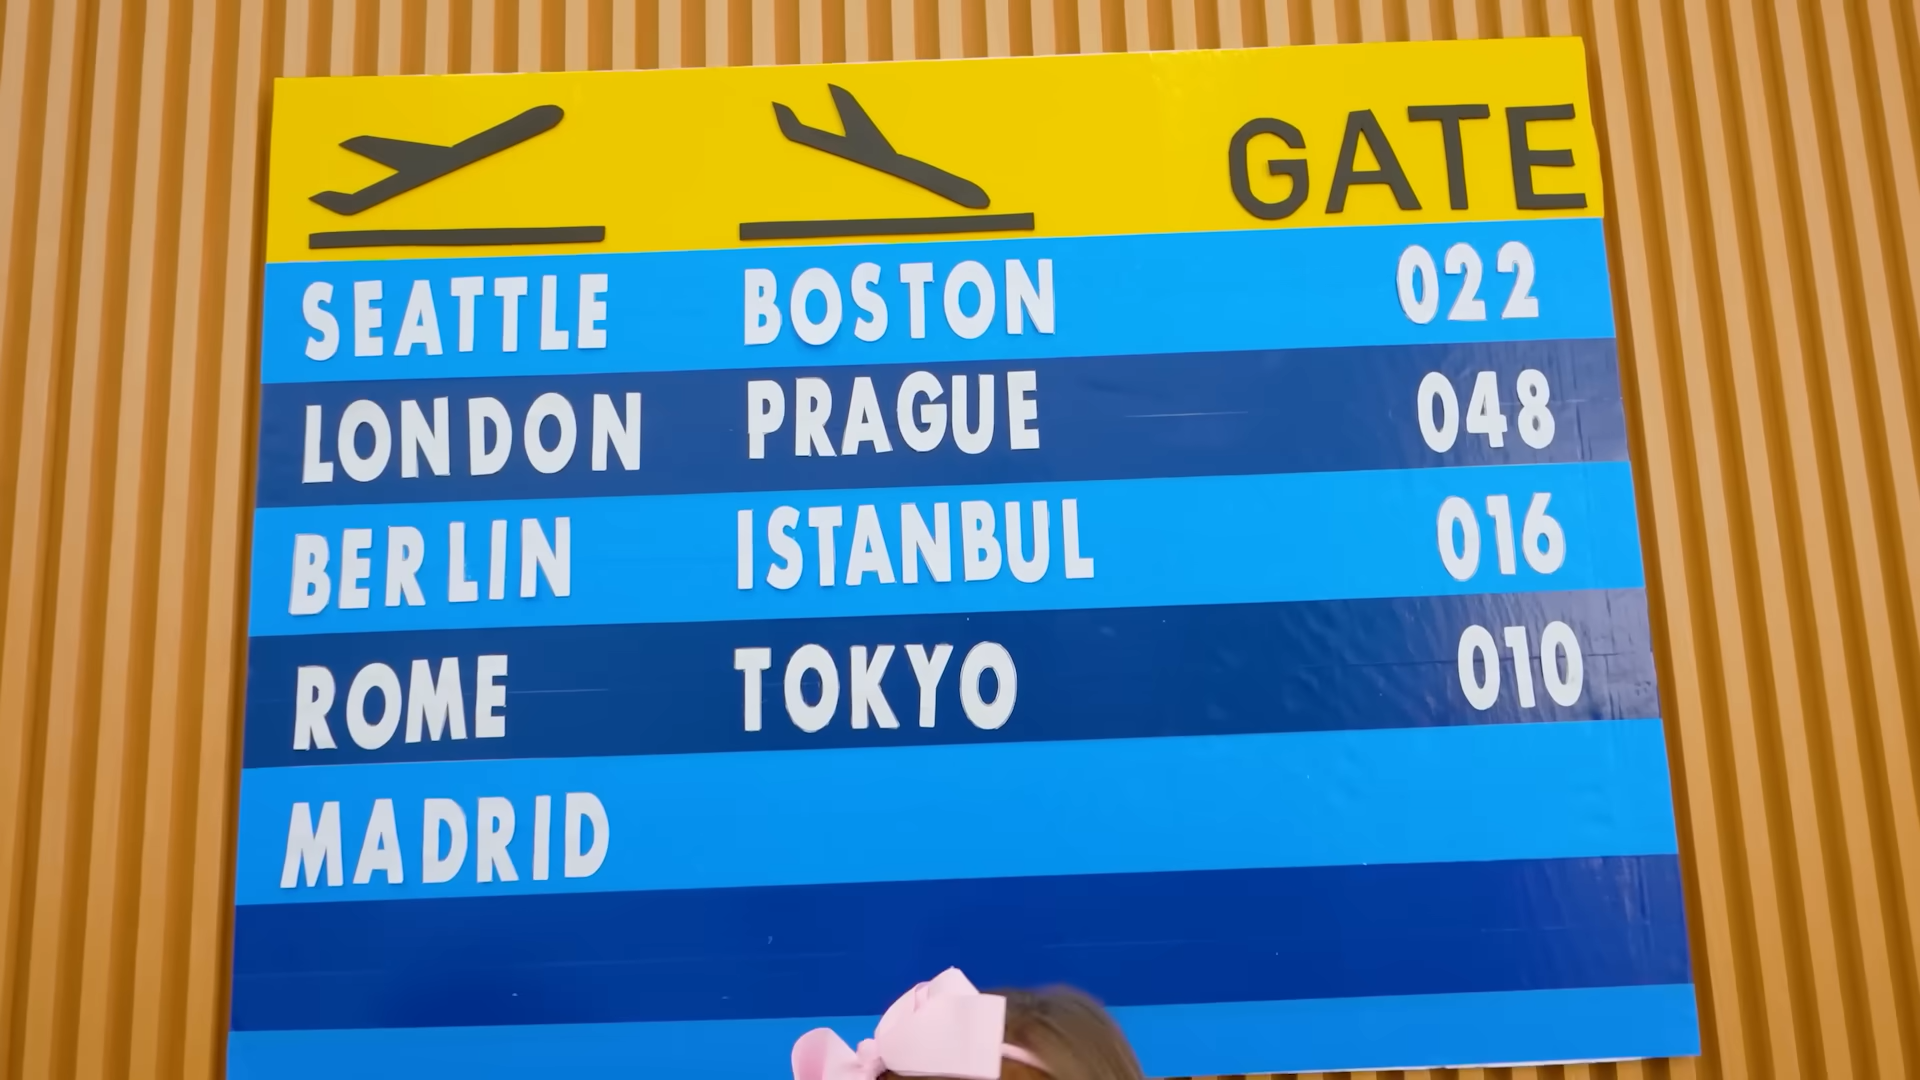 GATE
SEATTLE BOSTON 022
LONDON PRAGUE 048
BERLIN ISTANBUL 016
ROME TOKYO 010
MADRID